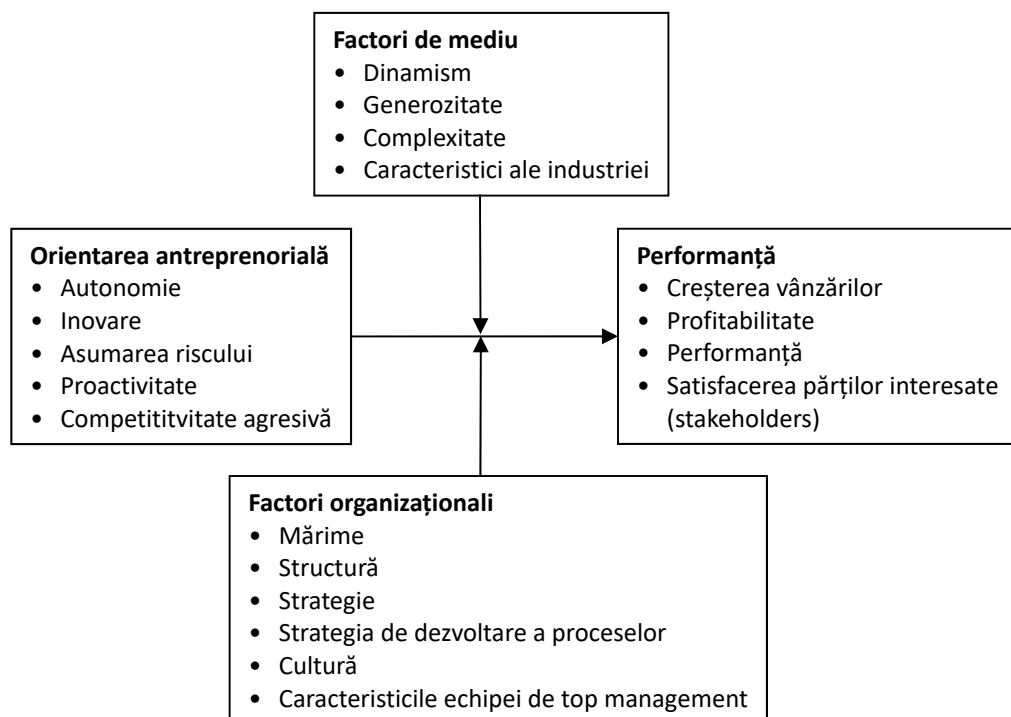 Factori de mediu
• Dinamism
• Generozitate
• Complexitate
• Caracteristici ale industriei
Orientarea antreprenorială
• Autonomie
• Inovare
• Asumarea riscului
• Proactivitate
• Competititvitate agresivă
Performanță
• Creșterea vânzărilor
• Profitabilitate
• Performanță
• Satisfacerea părților interesate
(stakeholders)
Factori organizaționali
• Mărime
• Structură
• Strategie
• Strategia de dezvoltare a proceselor
• Cultură
• Caracteristicile echipei de top management